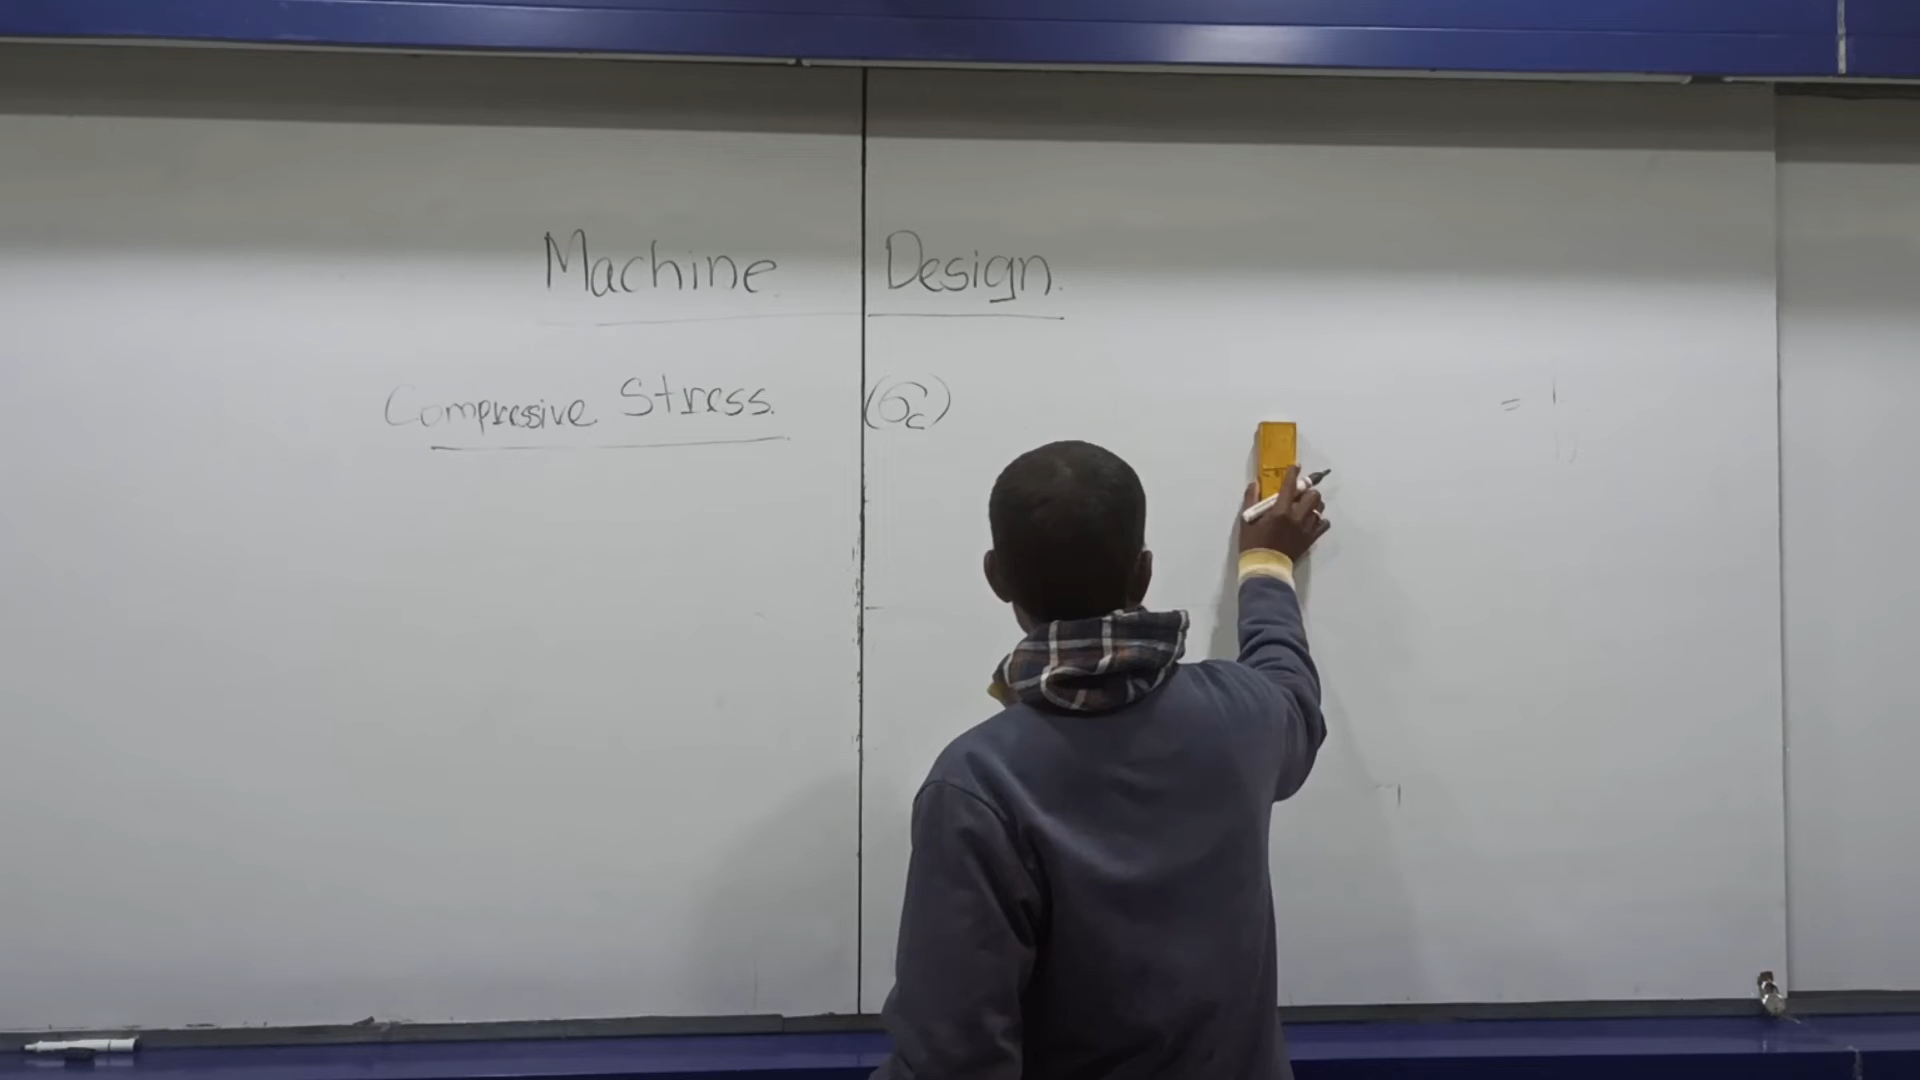 Machine Design.
Compressive Stress. (σc)
=